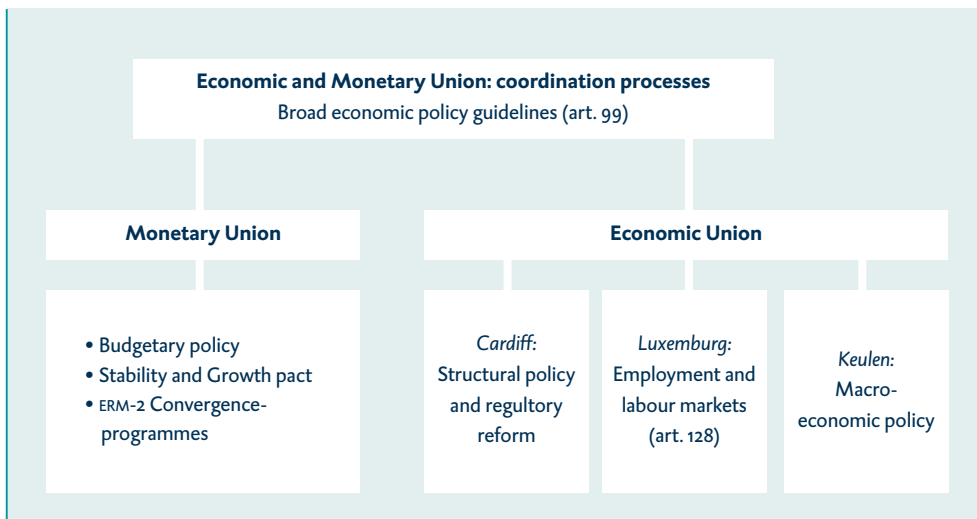 Economic and Monetary Union: coordination processes
Broad economic policy guidelines (art. 99)
Monetary Union
Economic Union
• Budgetary policy
• Stability and Growth pact
• ERM-2 Convergence-
programmes
Cardiff:
Structural policy
and regultory
reform
Luxemburg:
Employment and
labour markets
(art. 128)
Keulen:
Macro-
economic policy